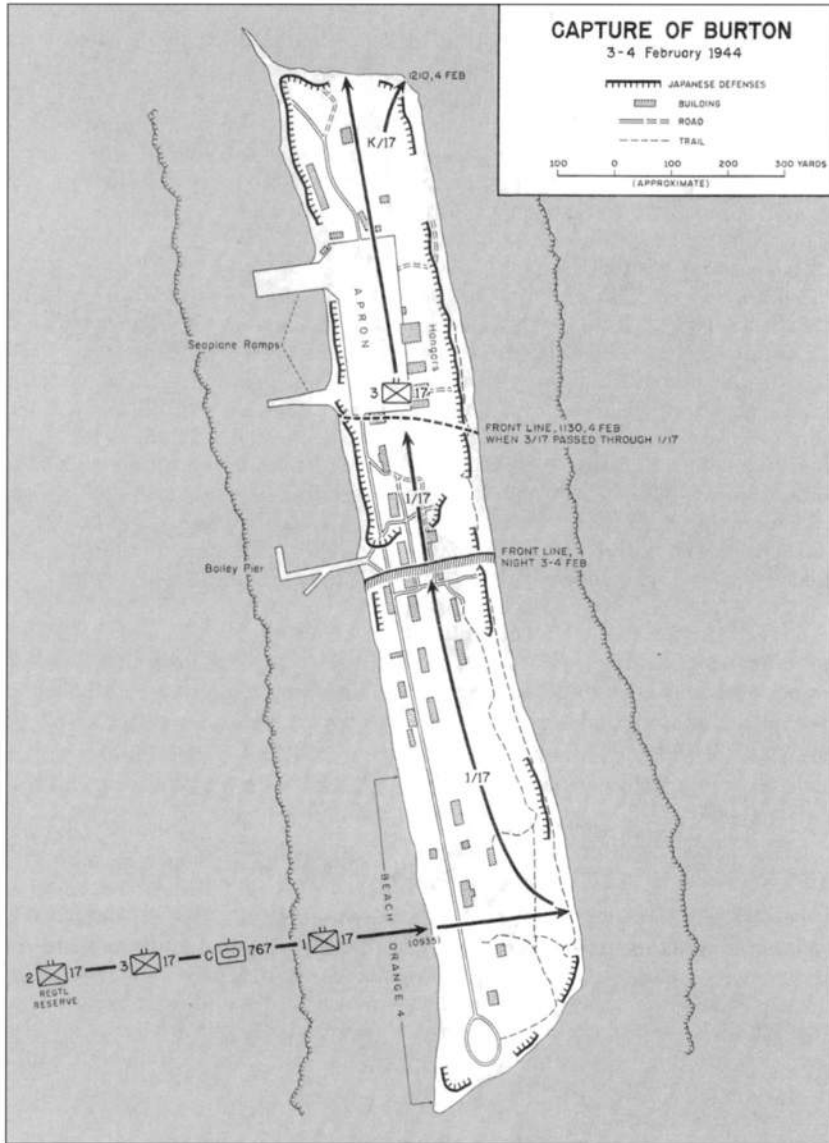 CAPTURE OF BURTON
3-4 February 1944
JAPANESE DEFENSES
BUILDING
ROAD
TRAIL
100 0 100 200 300 YARDS
(APPROXIMATE)
1210, 4 FEB
K/17
APRON
Hangars
Seaplane Ramps
3 17
FRONT LINE, 1130, 4 FEB
WHEN 3/17 PASSED THROUGH 1/17
1/17
Bailey Pier
FRONT LINE,
NIGHT 3-4 FEB
1/17
BEACH ORANGE 4
(0935)
2 17
REGTL
RESERVE
3 17
C 767
1 17